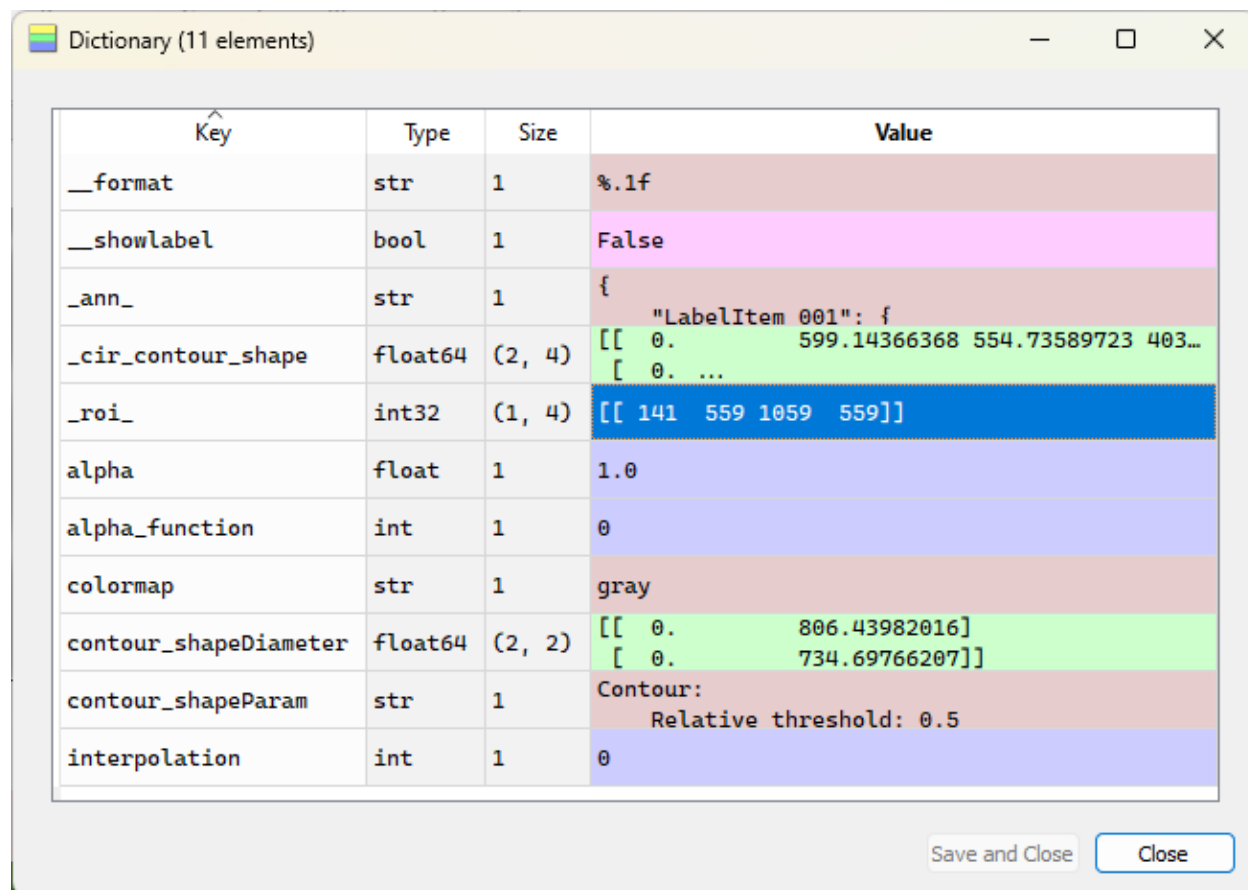 Dictionary (11 elements)
Key Type Size Value
__format str 1 %.1f
__showlabel bool 1 False
_ann_ str 1 {
"LabelItem 001": {
_cir_contour_shape float64 (2, 4) [[ 0. 599.14366368 554.73589723 403…
[ 0. ...
_roi_ int32 (1, 4) [[ 141 559 1059 559]]
alpha float 1 1.0
alpha_function int 1 0
colormap str 1 gray
contour_shapeDiameter float64 (2, 2) [[ 0. 806.43982016]
[ 0. 734.69766207]]
contour_shapeParam str 1 Contour:
Relative threshold: 0.5
interpolation int 1 0
Save and Close Close